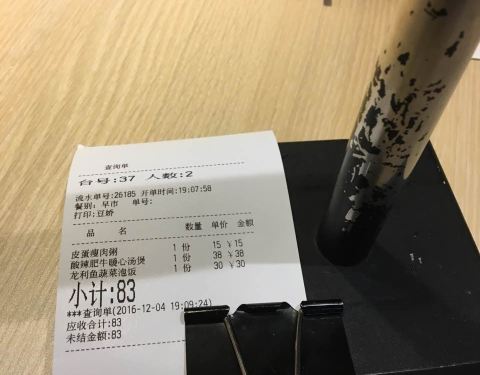 查询单
台号:37 人数:2
流水单号:26185 开单时间:19:07:58
餐别:早市 单号:
打印:豆娇
品 名 数量 单价 金额
皮蛋瘦肉粥 1份 15 ￥15
酸辣肥牛暖心汤煲 1份 38 ￥38
龙利鱼蔬菜泡饭 1份 30 ￥30
小计:83
***查询单(2016-12-04 19:09:24)
应收合计:83
未结金额:83